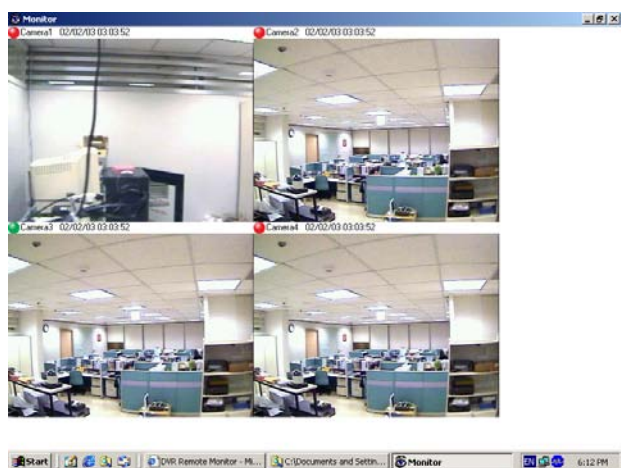 Monitor
Camera1 02/02/03 03:03:52
Camera2 02/02/03 03:03:52
Camera3 02/02/03 03:03:52
Camera4 02/02/03 03:03:52
Start
DVR Remote Monitor - Mi...
C:\Documents and Settin...
Monitor
EN
6:12 PM